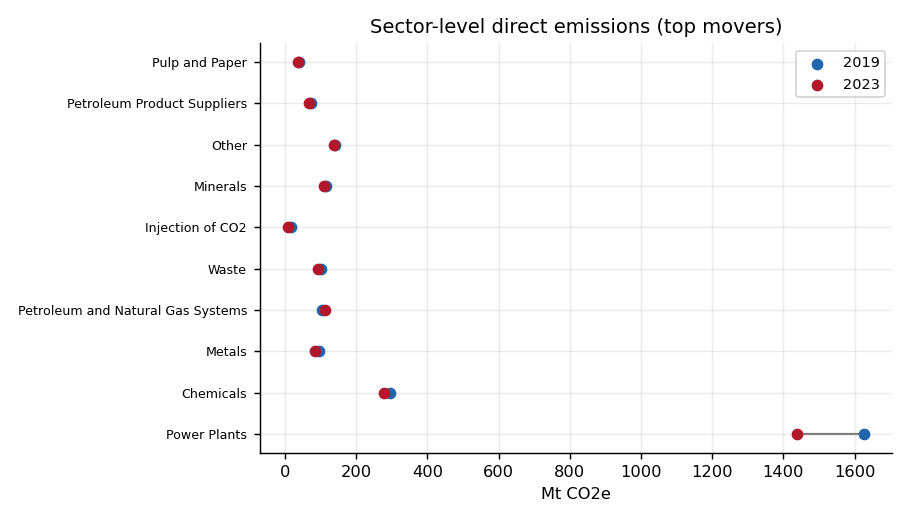 Sector-level direct emissions (top movers)
2019
2023
Pulp and Paper
Petroleum Product Suppliers
Other
Minerals
Injection of CO2
Waste
Petroleum and Natural Gas Systems
Metals
Chemicals
Power Plants
0 200 400 600 800 1000 1200 1400 1600
Mt CO2e